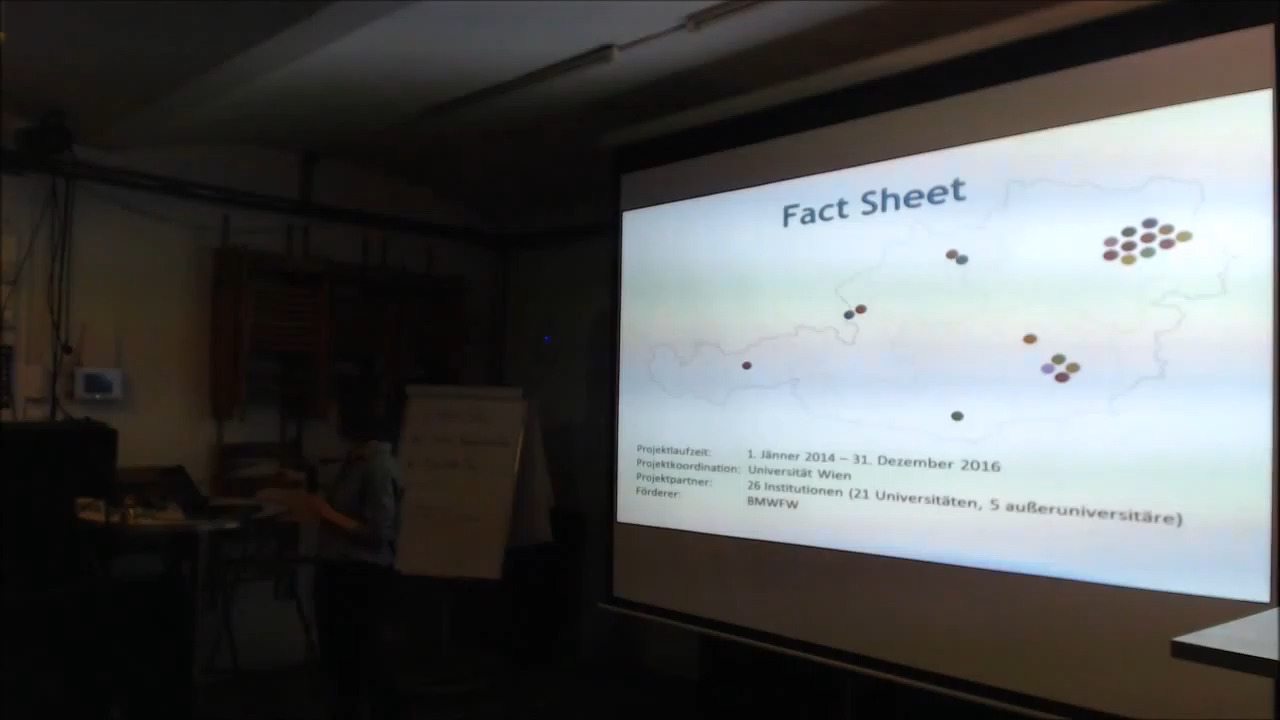 Fact Sheet
Projektlaufzeit: 1. Jänner 2014 – 31. Dezember 2016
Projektkoordination: Universität Wien
Projektpartner: 26 Institutionen (21 Universitäten, 5 außeruniversitäre)
Förderer: BMWFW